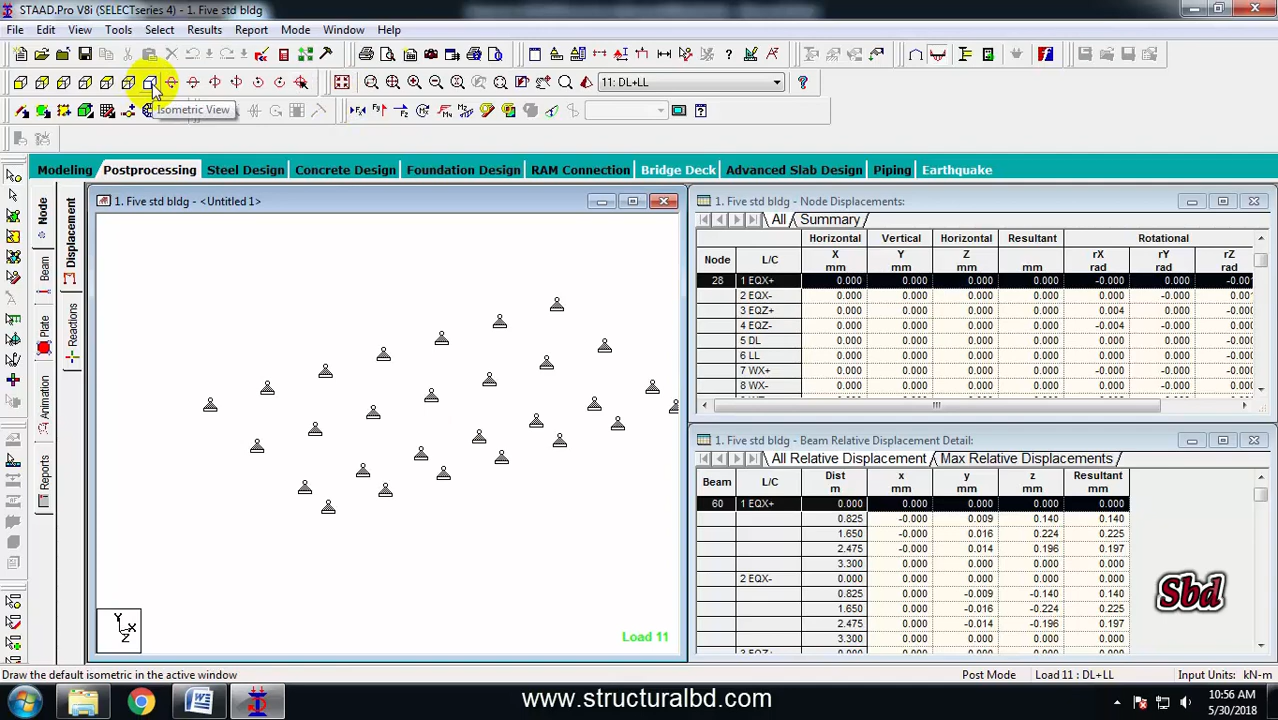 STAAD.Pro V8i (SELECTseries 4) - 1. Five std bldg
File Edit View Tools Select Results Report Mode Window Help
11: DL+LL
Isometric View
Modeling Postprocessing Steel Design Concrete Design Foundation Design RAM Connection Bridge Deck Advanced Slab Design Piping Earthquake
Node
Beam
Plate
Animation
Reports
Displacement
Reactions
1. Five std bldg - <Untitled 1>
Y
X
Z
Load 11
1. Five std bldg - Node Displacements:
All Summary
Horizontal Vertical Horizontal Resultant Rotational
Node L/C X mm Y mm Z mm mm rX rad rY rad rZ rad
28 1 EQX+ 0.000 0.000 0.000 0.000 -0.000 -0.000 -0.00
2 EQX- 0.000 0.000 0.000 0.000 0.000 -0.000 0.00
3 EQZ+ 0.000 0.000 0.000 0.000 0.004 0.000 -0.000
4 EQZ- 0.000 0.000 0.000 0.000 -0.004 -0.000 0.000
5 DL 0.000 0.000 0.000 0.000 0.000 0.000 -0.000
6 LL 0.000 0.000 0.000 0.000 0.000 0.000 -0.000
7 WX+ 0.000 0.000 0.000 0.000 0.000 -0.000 -0.000
8 WX- 0.000 0.000 0.000 0.000 0.000 0.000 0.000
1. Five std bldg - Beam Relative Displacement Detail:
All Relative Displacement Max Relative Displacements
Beam L/C Dist m x mm y mm z mm Resultant mm
60 1 EQX+ 0.000 0.000 0.000 0.000 0.000
0.825 -0.000 0.009 0.140 0.140
1.650 -0.000 0.016 0.224 0.225
2.475 -0.000 0.014 0.196 0.197
3.300 0.000 0.000 0.000 0.000
2 EQX- 0.000 0.000 0.000 0.000 0.000
0.825 0.000 -0.009 -0.140 0.140
1.650 0.000 -0.016 -0.224 0.225
2.475 0.000 -0.014 -0.196 0.197
3.300 0.000 0.000 0.000 0.000
Sbd
Draw the default isometric in the active window
Post Mode Load 11 : DL+LL Input Units: kN-m
www.structuralbd.com
10:56 AM
5/30/2018